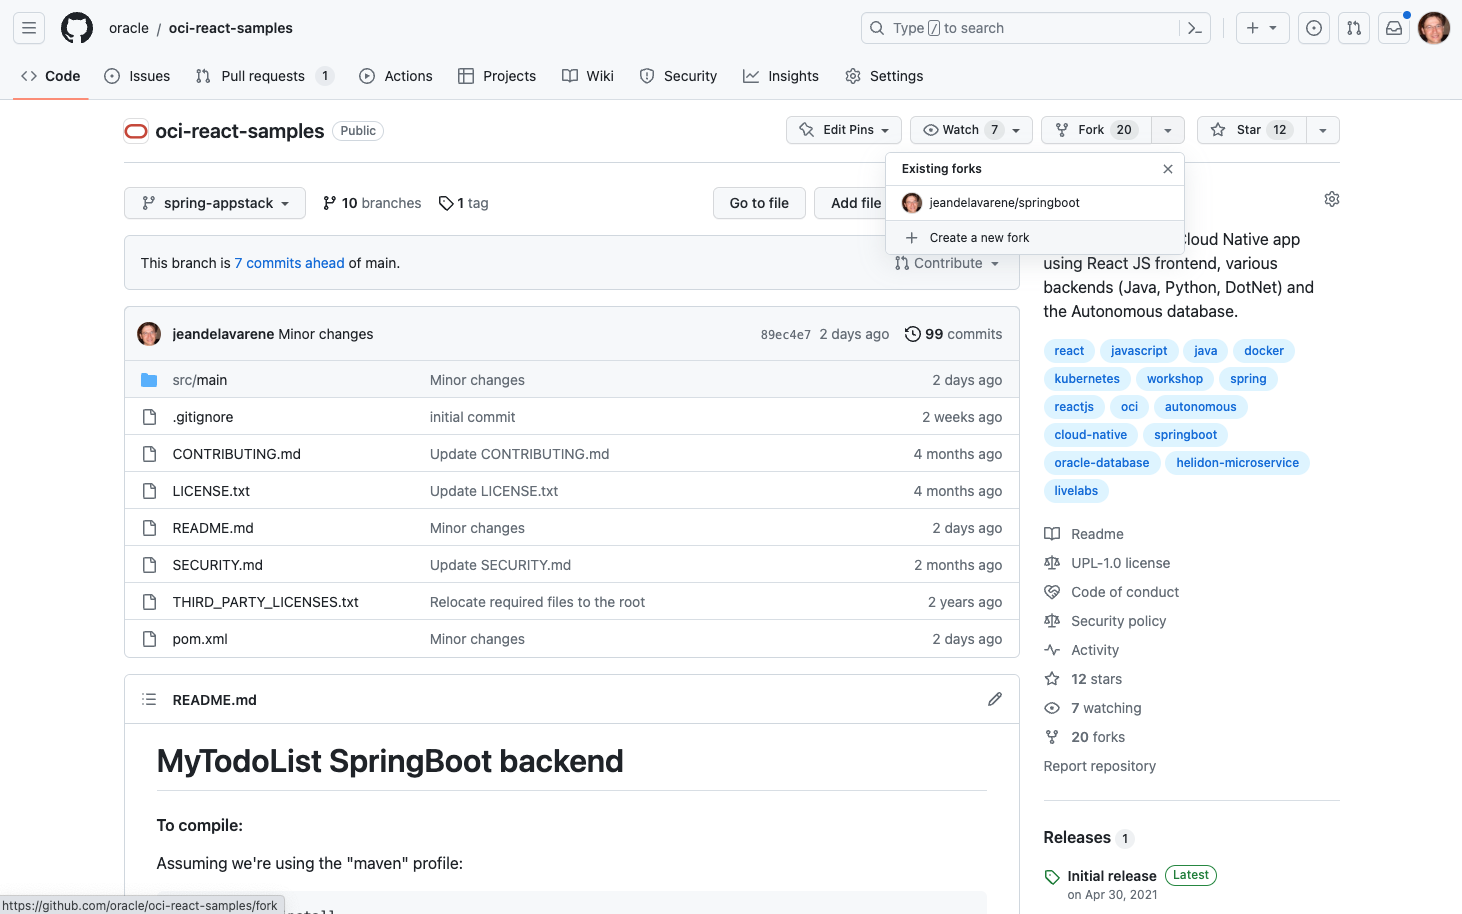 oracle / oci-react-samples
Type / to search
Code
Issues
Pull requests 1
Actions
Projects
Wiki
Security
Insights
Settings
oci-react-samples Public
Edit Pins
Watch 7
Fork 20
Star 12
Existing forks
jeandelavarene/springboot
Create a new fork
spring-appstack
10 branches
1 tag
Go to file
Add file
This branch is 7 commits ahead of main.
Contribute
jeandelavarene Minor changes
89ec4e7 2 days ago
99 commits
src/main Minor changes 2 days ago
.gitignore initial commit 2 weeks ago
CONTRIBUTING.md Update CONTRIBUTING.md 4 months ago
LICENSE.txt Update LICENSE.txt 4 months ago
README.md Minor changes 2 days ago
SECURITY.md Update SECURITY.md 2 months ago
THIRD_PARTY_LICENSES.txt Relocate required files to the root 2 years ago
pom.xml Minor changes 2 days ago
README.md
MyTodoList SpringBoot backend
To compile:
Assuming we're using the "maven" profile:
https://github.com/oracle/oci-react-samples/fork
Cloud Native app
using React JS frontend, various
backends (Java, Python, DotNet) and
the Autonomous database.
react javascript java docker
kubernetes workshop spring
reactjs oci autonomous
cloud-native springboot
oracle-database helidon-microservice
livelabs
Readme
UPL-1.0 license
Code of conduct
Security policy
Activity
12 stars
7 watching
20 forks
Report repository
Releases 1
Initial release Latest
on Apr 30, 2021